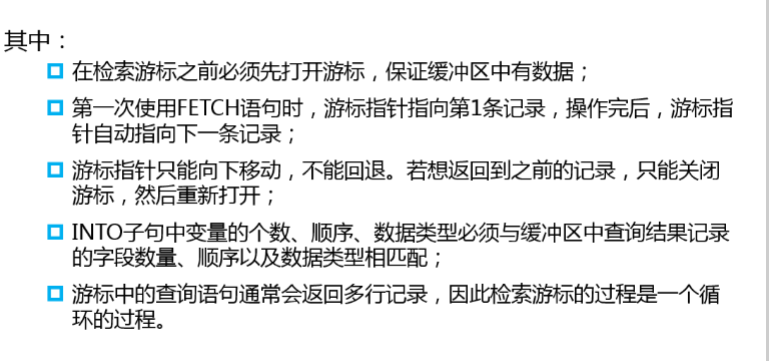 其中：
在检索游标之前必须先打开游标，保证缓冲区中有数据；
第一次使用FETCH语句时，游标指针指向第1条记录，操作完后，游标指
针自动指向下一条记录；
游标指针只能向下移动，不能回退。若想返回到之前的记录，只能关闭
游标，然后重新打开；
INTO子句中变量的个数、顺序、数据类型必须与缓冲区中查询结果记录
的字段数量、顺序以及数据类型相匹配；
游标中的查询语句通常会返回多行记录，因此检索游标的过程是一个循
环的过程。